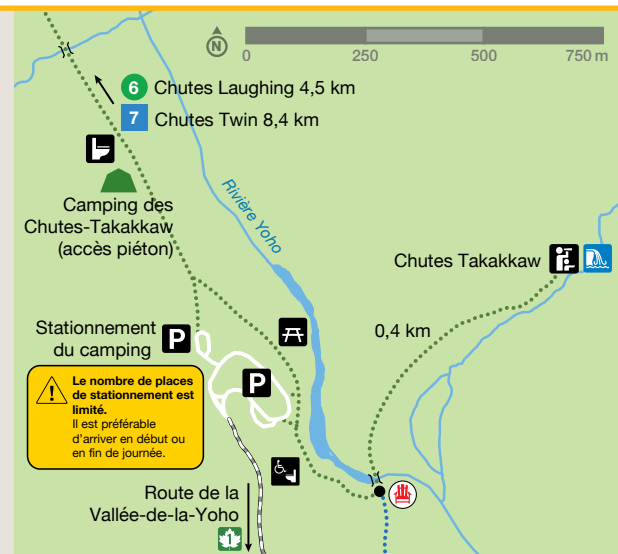 N
0 250 500 750 m
6 Chutes Laughing 4,5 km
7 Chutes Twin 8,4 km
Camping des
Chutes-Takakkaw
(accès piéton)
Rivière Yoho
Chutes Takakkaw
0,4 km
Stationnement
du camping
P
P
Le nombre de places
de stationnement est
limité.
Il est préférable
d'arriver en début ou
en fin de journée.
Route de la
Vallée-de-la-Yoho
1